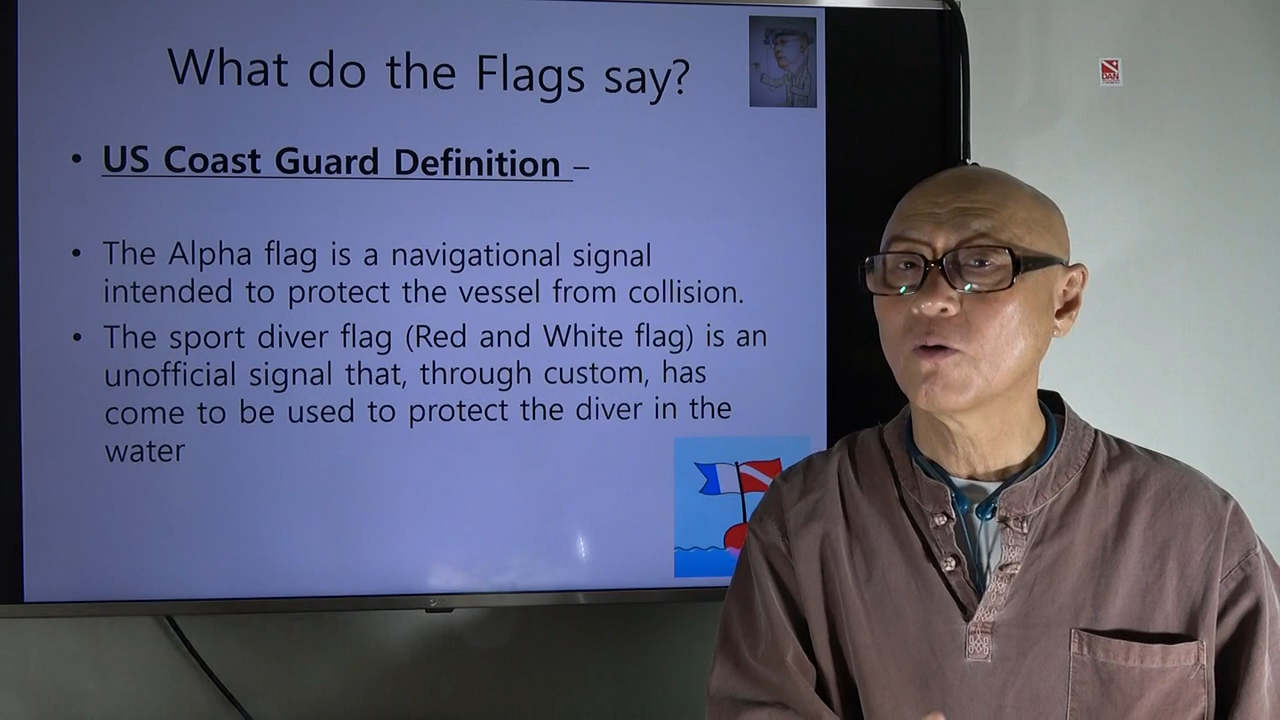 What do the Flags say?
• US Coast Guard Definition –
• The Alpha flag is a navigational signal
intended to protect the vessel from collision.
• The sport diver flag (Red and White flag) is an
unofficial signal that, through custom, has
come to be used to protect the diver in the
water
DAN